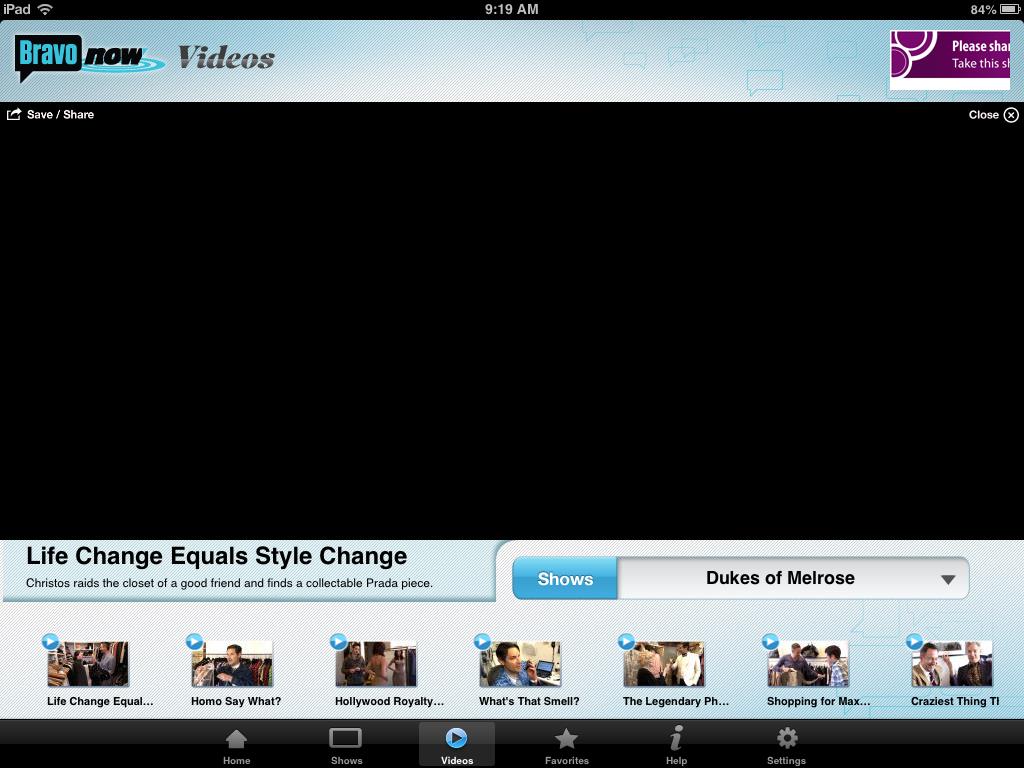 iPad 9:19 AM 84%
Bravo now Videos
Please shar
Take this sh
Save / Share Close
Life Change Equals Style Change
Christos raids the closet of a good friend and finds a collectable Prada piece.
Shows Dukes of Melrose
Life Change Equal... Homo Say What? Hollywood Royalty... What's That Smell? The Legendary Ph... Shopping for Max... Craziest Thing Tl
Home Shows Videos Favorites Help Settings